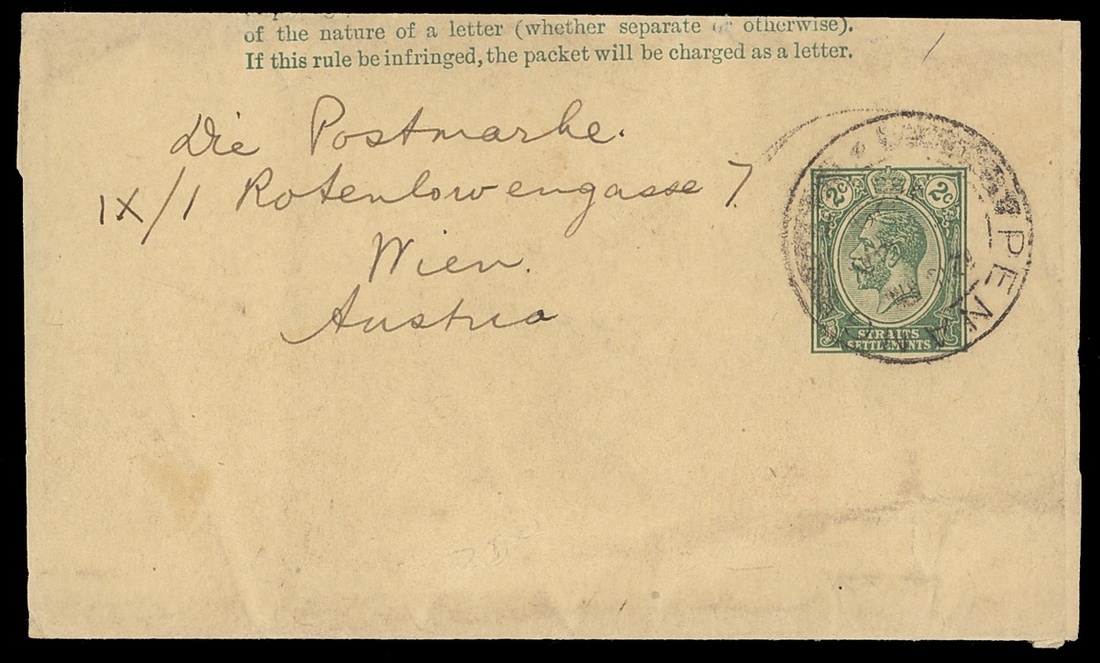 of the nature of a letter (whether separate or otherwise).
If this rule be infringed, the packet will be charged as a letter.
Die Postmarke.
IX/1 Rotenlowengasse 7
Wien.
Austria
2c 2c
STRAITS
SETTLEMENTS
PENA